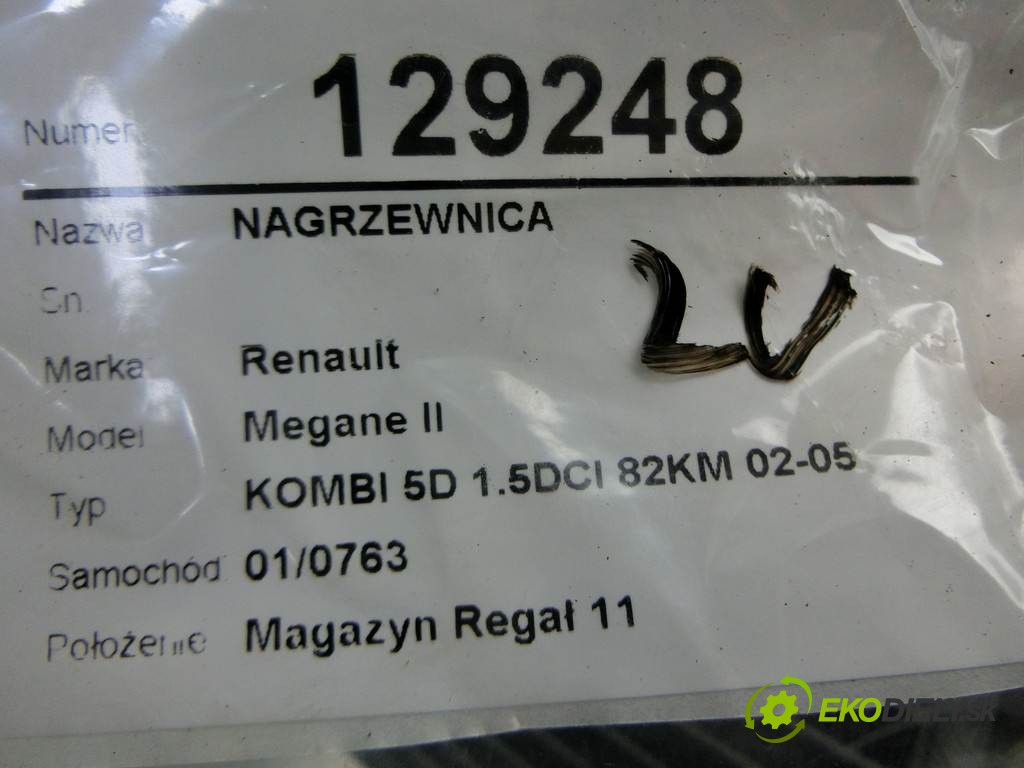 Numer 129248
Nazwa NAGRZEWNICA
Sn
Marka Renault
Model Megane II
Typ KOMBI 5D 1.5DCI 82KM 02-05
Samochód 01/0763
Położenie Magazyn Regał 11
EKODIELY.SK